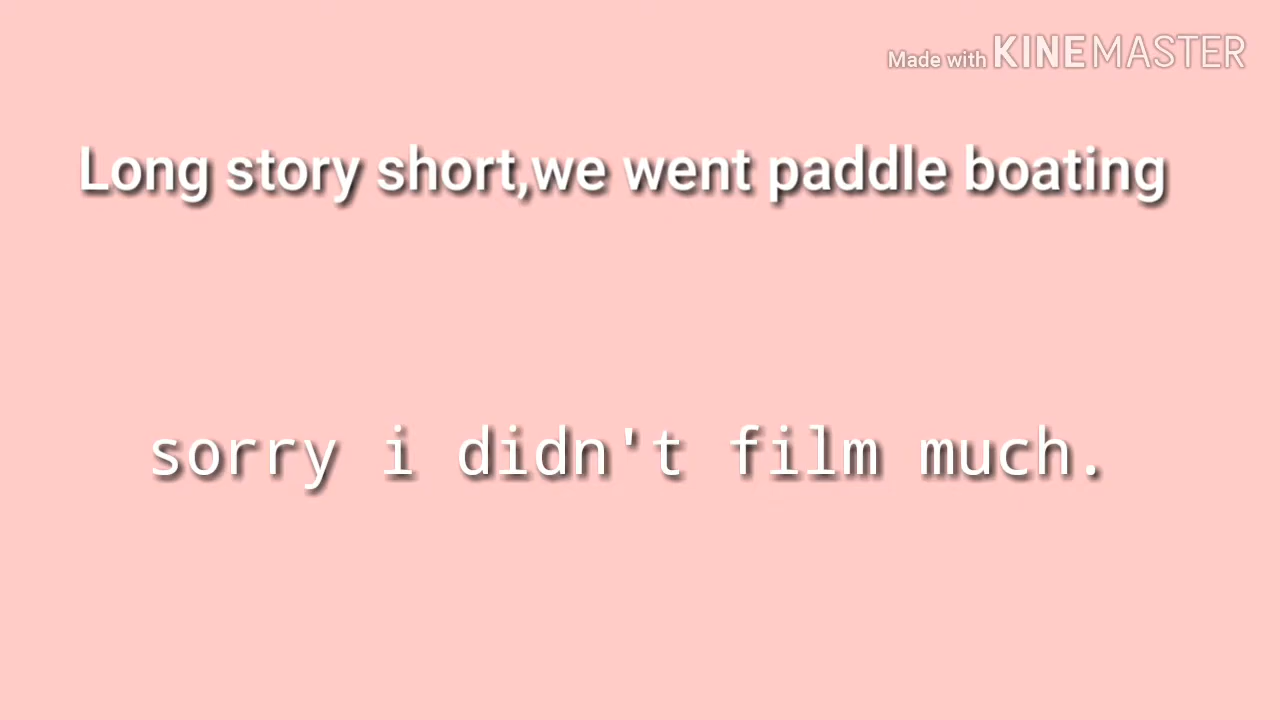 Made with KINEMASTER
Long story short,we went paddle boating
sorry i didn't film much.